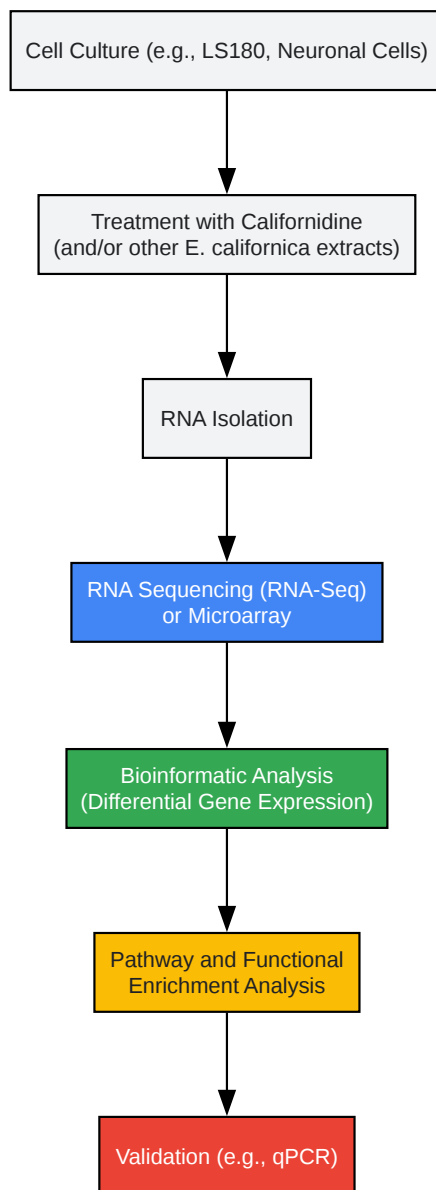 Cell Culture (e.g., LS180, Neuronal Cells)
Treatment with Californidine
(and/or other E. californica extracts)
RNA Isolation
RNA Sequencing (RNA-Seq)
or Microarray
Bioinformatic Analysis
(Differential Gene Expression)
Pathway and Functional
Enrichment Analysis
Validation (e.g., qPCR)